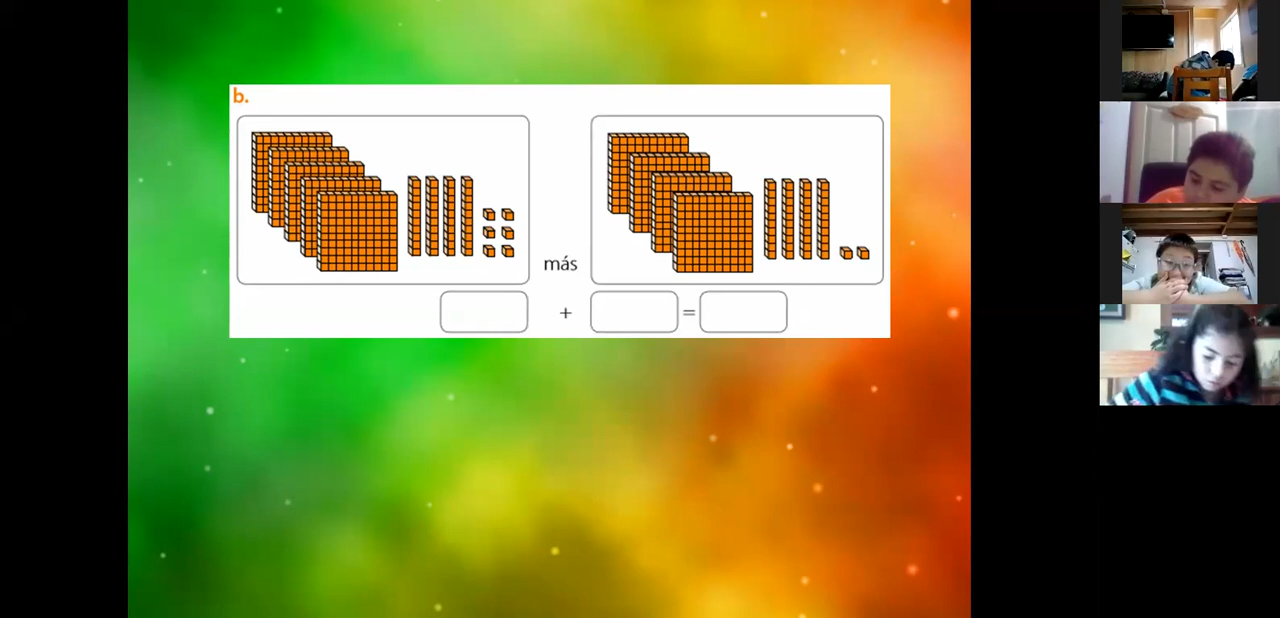 b.
más
+ =